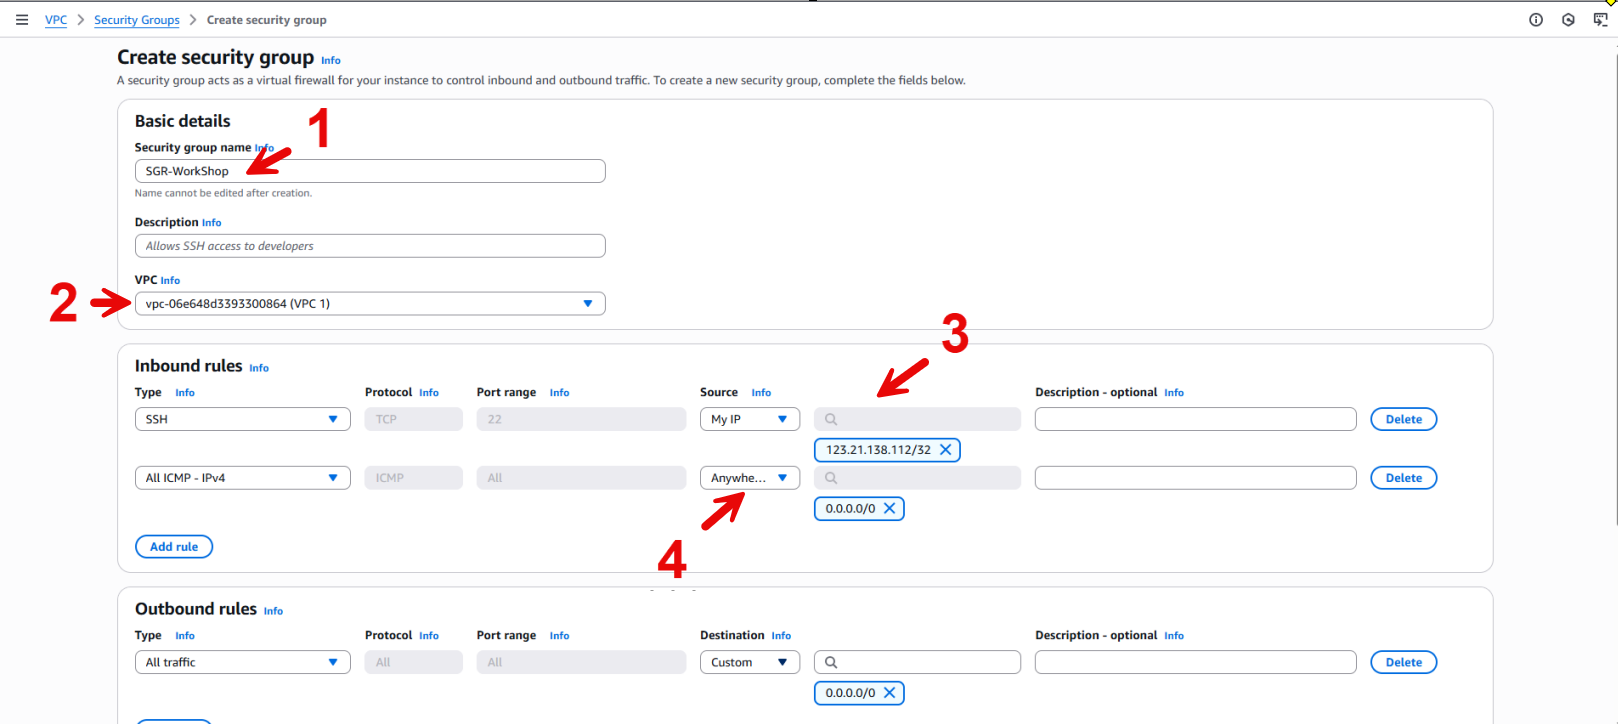 VPC > Security Groups > Create security group
Create security group Info
A security group acts as a virtual firewall for your instance to control inbound and outbound traffic. To create a new security group, complete the fields below.
Basic details
1
Security group name Info
SGR-WorkShop
Name cannot be edited after creation.
Description Info
Allows SSH access to developers
VPC Info
2
vpc-06e648d3393300864 (VPC 1)
3
Inbound rules Info
Type Info Protocol Info Port range Info Source Info Description - optional Info
SSH TCP 22 My IP Delete
123.21.138.112/32
All ICMP - IPv4 ICMP All Anywhe... Delete
0.0.0.0/0
Add rule
4
Outbound rules Info
Type Info Protocol Info Port range Info Destination Info Description - optional Info
All traffic All All Custom Delete
0.0.0.0/0